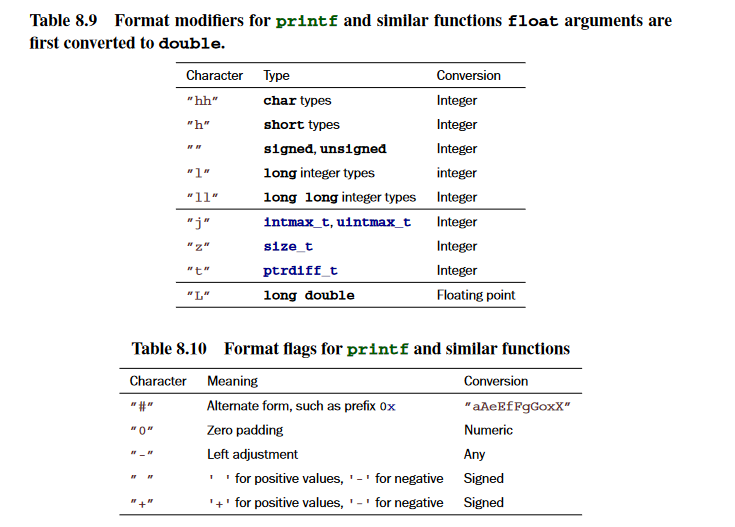 Table 8.9 Format modifiers for printf and similar functions float arguments are
first converted to double.
Character Type Conversion
"hh" char types Integer
"h" short types Integer
"" signed, unsigned Integer
"l" long integer types integer
"ll" long long integer types Integer
"j" intmax_t, uintmax_t Integer
"z" size_t Integer
"t" ptrdiff_t Integer
"L" long double Floating point
Table 8.10 Format flags for printf and similar functions
Character Meaning Conversion
"#" Alternate form, such as prefix 0x "aAeEfFgGoxX"
"0" Zero padding Numeric
"-" Left adjustment Any
" " ' ' for positive values, '-' for negative Signed
"+" '+' for positive values, '-' for negative Signed